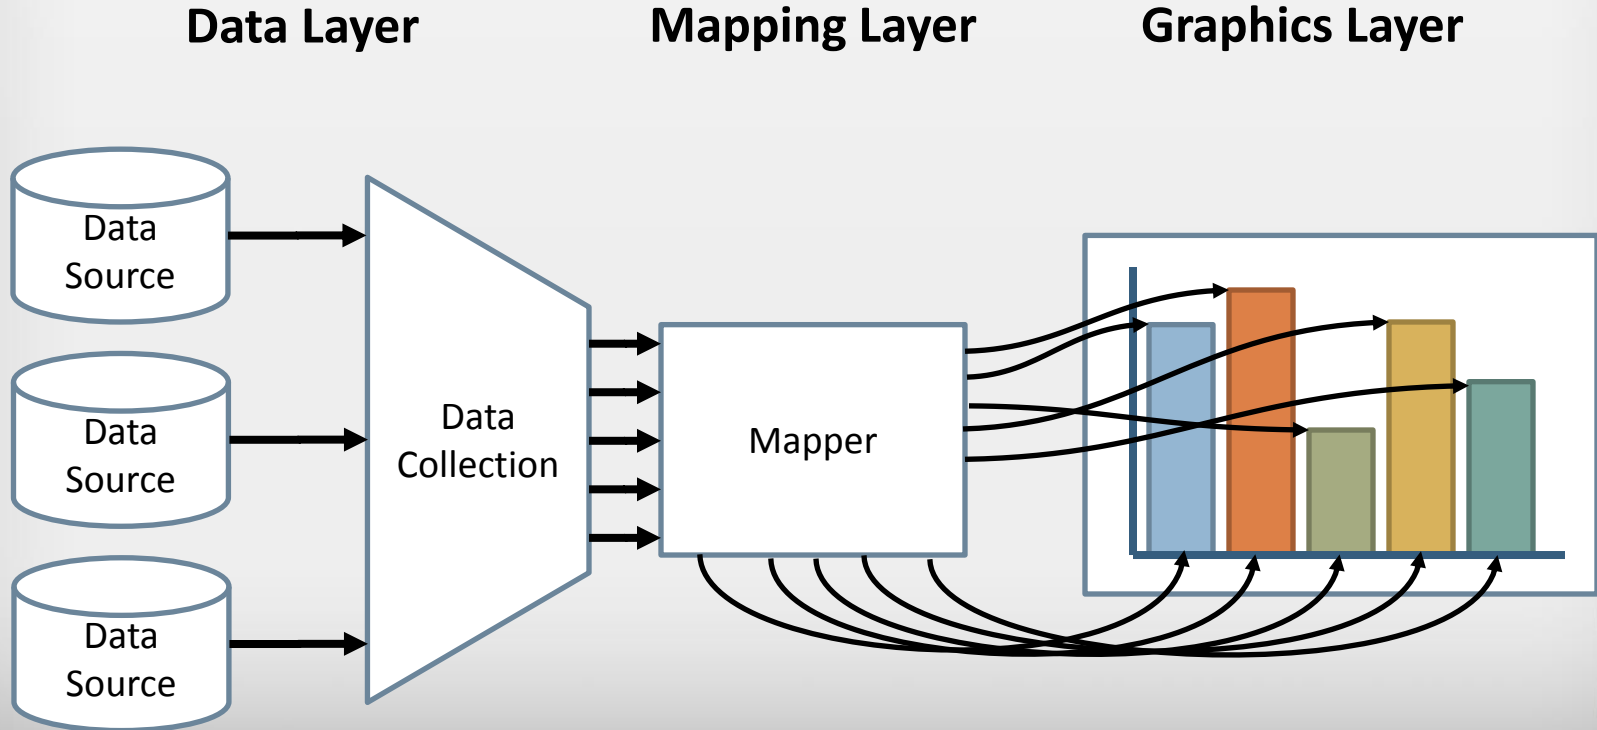 Data Layer
Mapping Layer
Graphics Layer
Data
Source
Data
Source
Data
Source
Data
Collection
Mapper